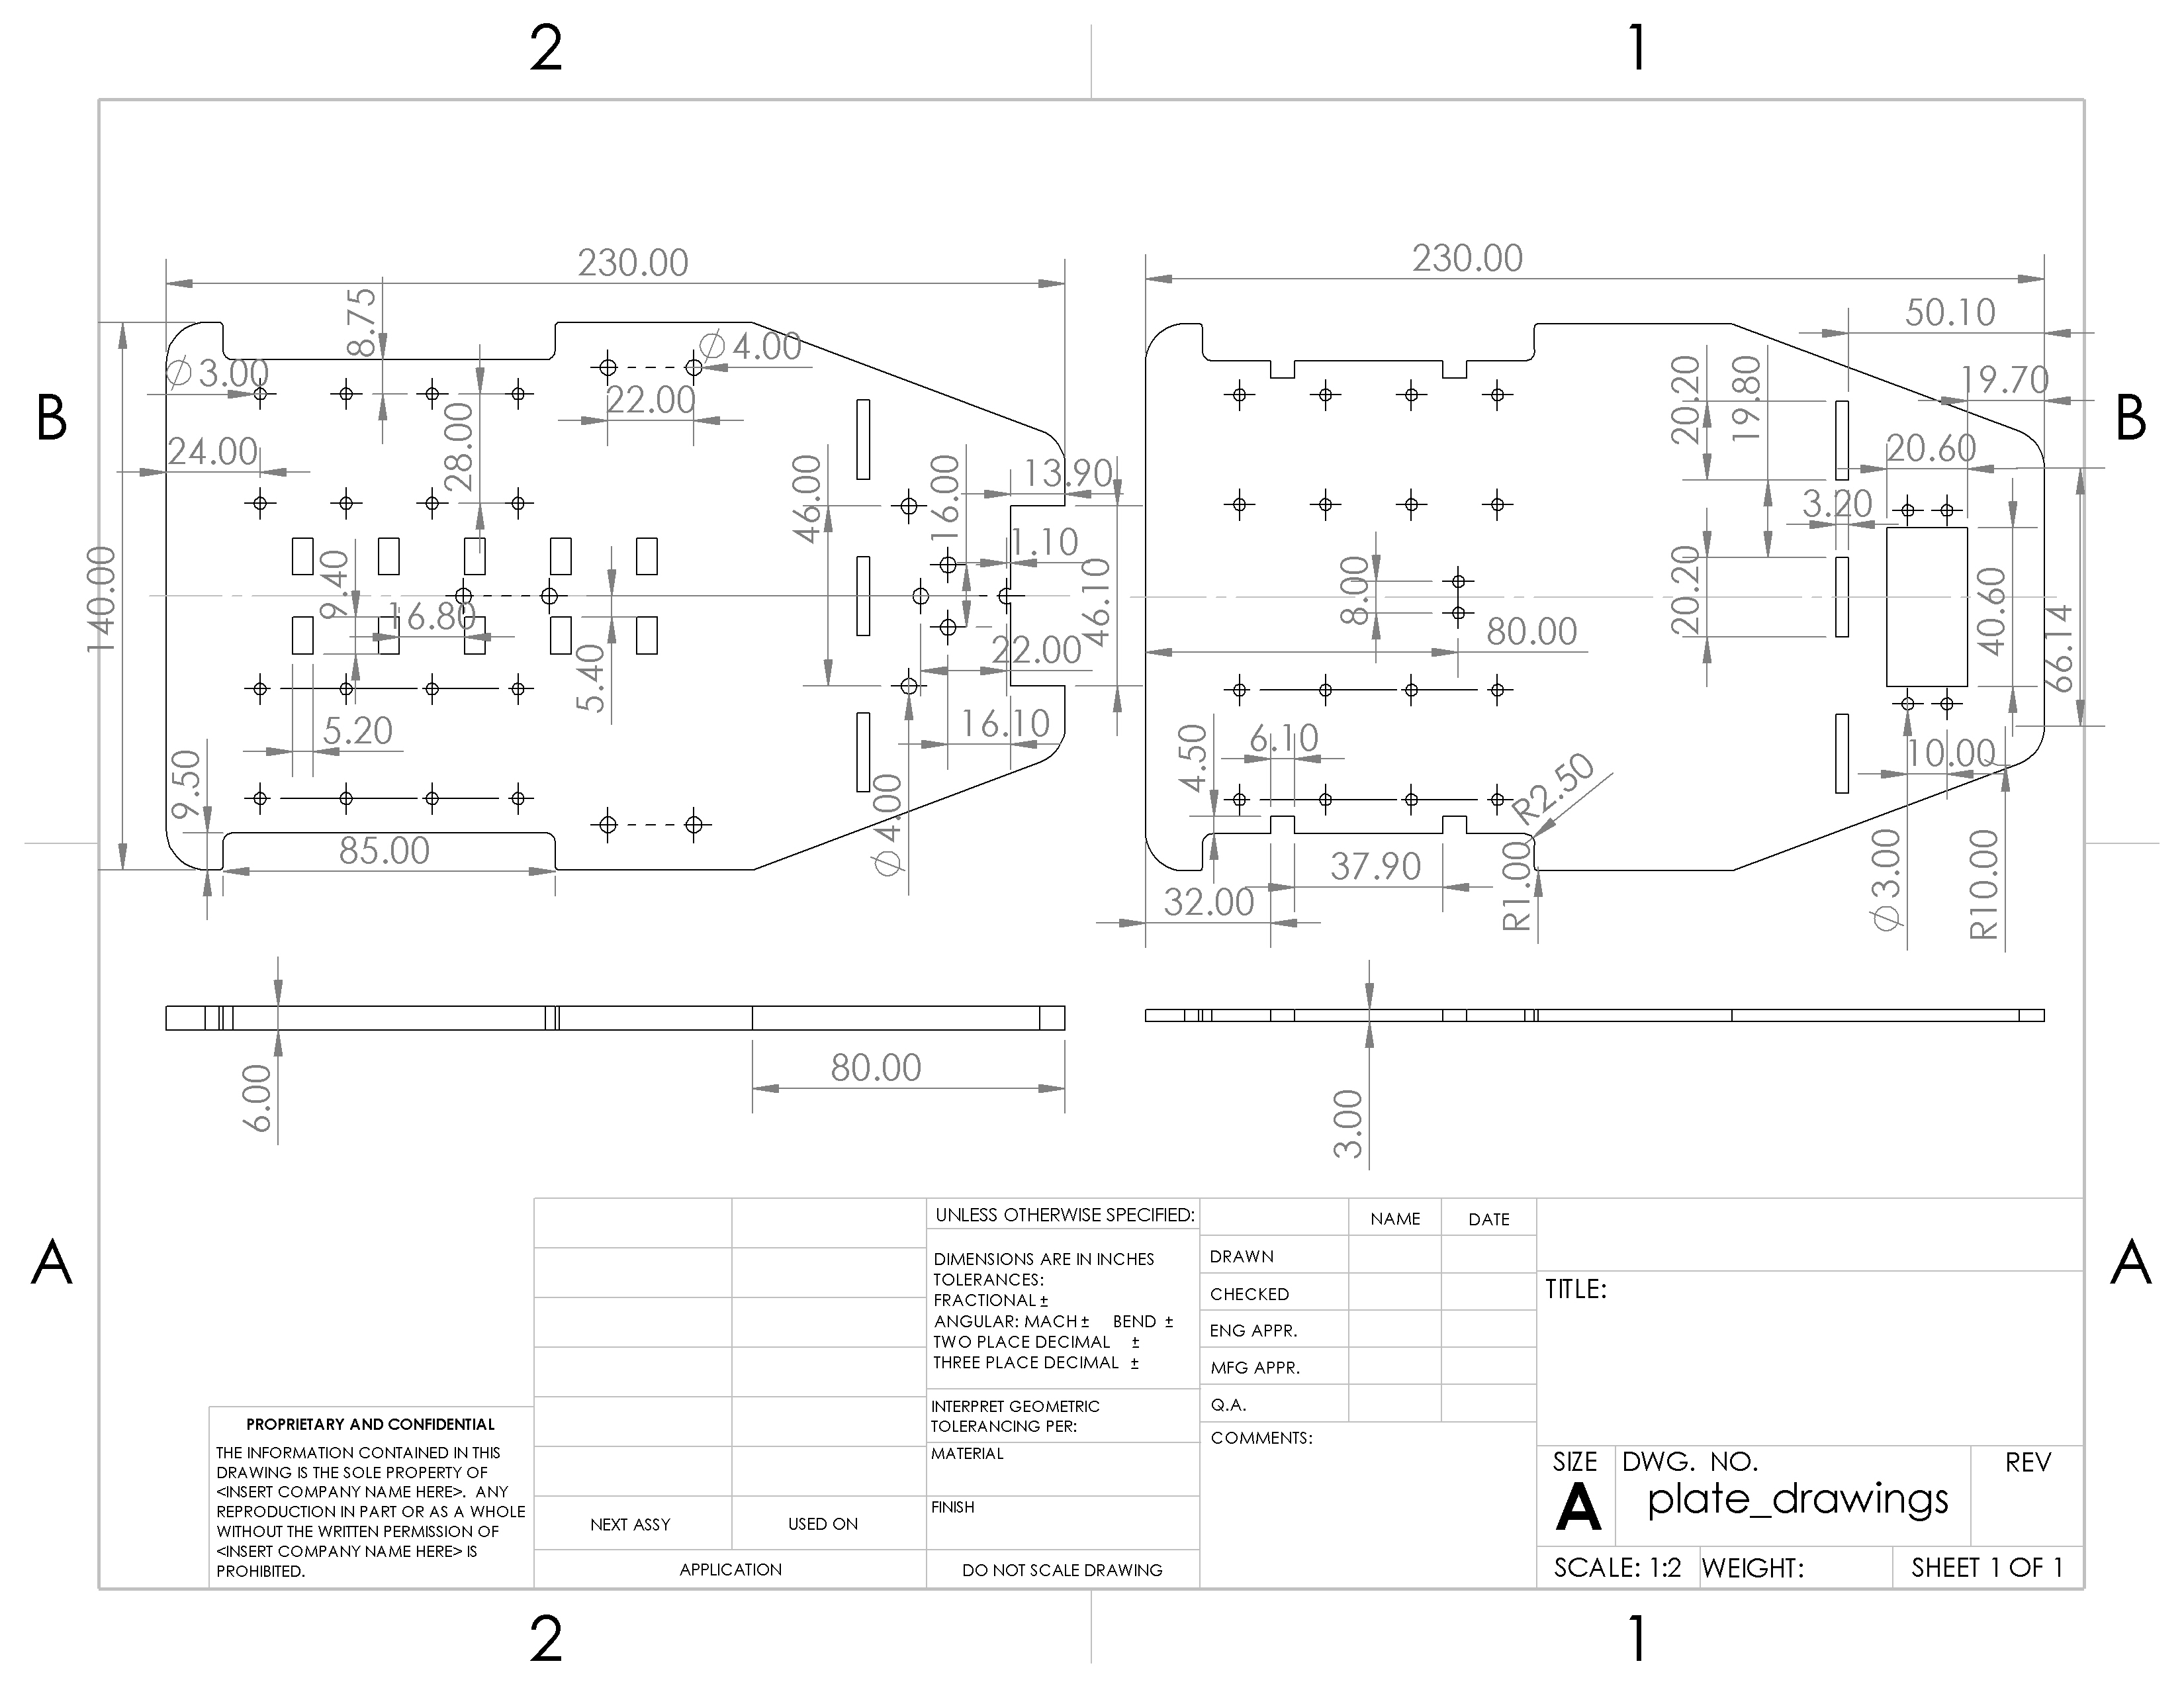 2
1
B
B
A
A
230.00
8.75
Ø3.00
Ø4.00
22.00
24.00
28.00
46.00
16.00
13.90
1.10
140.00
9.40
16.80
5.40
46.10
22.00
5.20
16.10
9.50
85.00
Ø4.00
230.00
50.10
19.70
20.20
19.80
20.60
3.20
8.00
20.20
80.00
40.60
66.14
4.50
6.10
R2.50
10.00
37.90
32.00
R1.00
Ø3.00
R10.00
6.00
80.00
3.00
PROPRIETARY AND CONFIDENTIAL
THE INFORMATION CONTAINED IN THIS
DRAWING IS THE SOLE PROPERTY OF
<INSERT COMPANY NAME HERE>. ANY
REPRODUCTION IN PART OR AS A WHOLE
WITHOUT THE WRITTEN PERMISSION OF
<INSERT COMPANY NAME HERE> IS
PROHIBITED.
NEXT ASSY
USED ON
APPLICATION
UNLESS OTHERWISE SPECIFIED:
DIMENSIONS ARE IN INCHES
TOLERANCES:
FRACTIONAL ±
ANGULAR: MACH ± BEND ±
TWO PLACE DECIMAL ±
THREE PLACE DECIMAL ±
INTERPRET GEOMETRIC
TOLERANCING PER:
MATERIAL
FINISH
DO NOT SCALE DRAWING
NAME DATE
DRAWN
CHECKED
ENG APPR.
MFG APPR.
Q.A.
COMMENTS:
TITLE:
SIZE DWG. NO. REV
A plate_drawings
SCALE: 1:2 WEIGHT: SHEET 1 OF 1
2
1